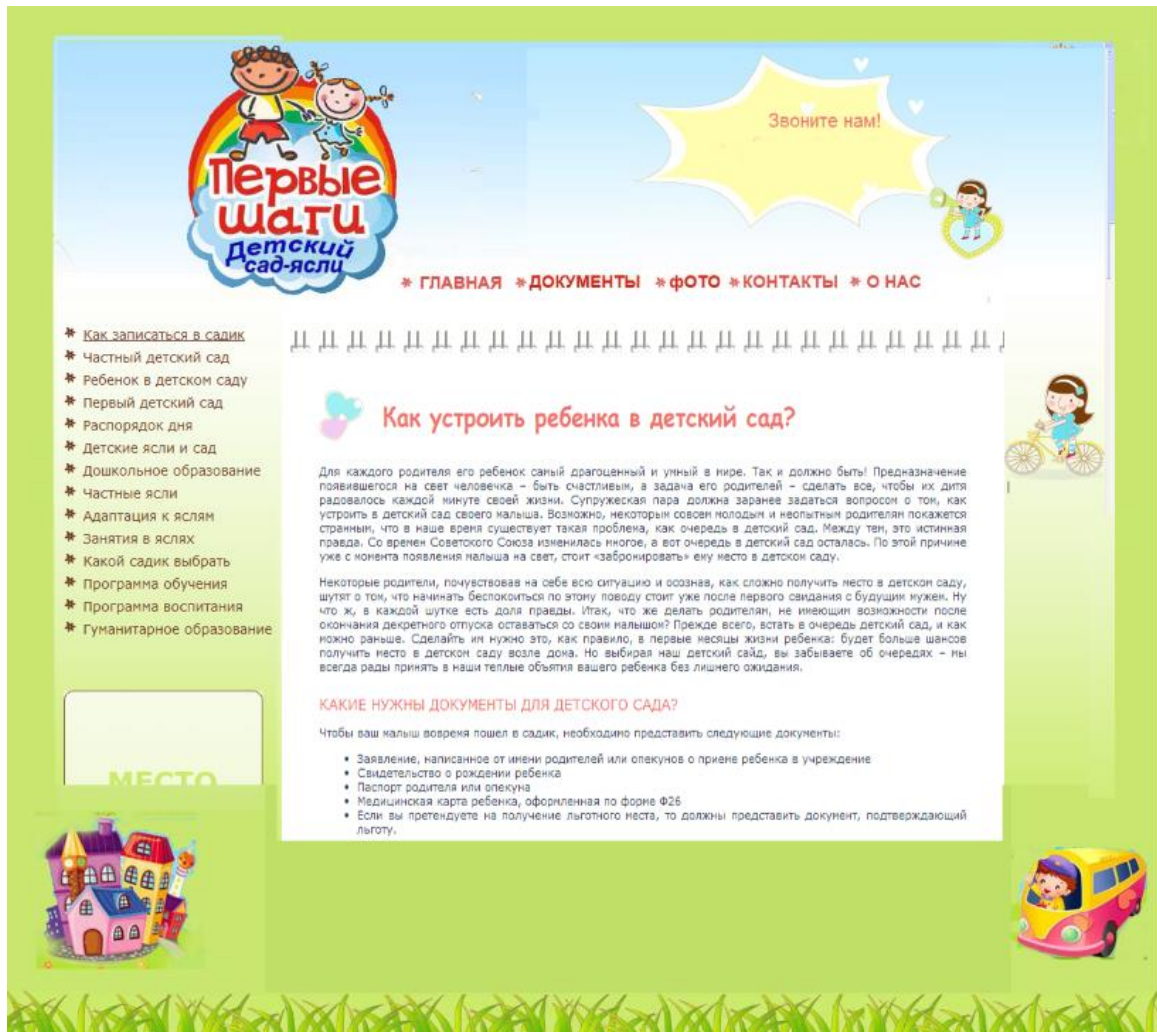 Первые
шаги
Детский
сад-ясли
Звоните нам!
* ГЛАВНАЯ * ДОКУМЕНТЫ * фОТО * КОНТАКТЫ * О НАС
* Как записаться в садик
* Частный детский сад
* Ребенок в детском саду
* Первый детский сад
* Распорядок дня
* Детские ясли и сад
* Дошкольное образование
* Частные ясли
* Адаптация к яслям
* Занятия в яслях
* Какой садик выбрать
* Программа обучения
* Программа воспитания
* Гуманитарное образование
МЕСТО
Как устроить ребенка в детский сад?
Для каждого родителя его ребенок самый драгоценный и умный в мире. Так и должно быть! Предназначение
появившегося на свет человечка – быть счастливым, а задача его родителей – сделать все, чтобы их дитя
радовалось каждой минуте своей жизни. Супружеская пара должна заранее задаться вопросом о том, как
устроить в детский сад своего малыша. Возможно, некоторым совсем молодым и неопытным родителям покажется
странным, что в наше время существует такая проблема, как очередь в детский сад. Между тем, это истинная
правда. Со времен Советского Союза изменилась многое, а вот очередь в детский сад осталась. По этой причине
уже с момента появления малыша на свет, стоит «забронировать» ему место в детском саду.
Некоторые родители, почувствовав на себе всю ситуацию и осознав, как сложно получить место в детском саду,
шутят о том, что начинать беспокоиться по этому поводу стоит уже после первого свидания с будущим мужем. Ну
что ж, в каждой шутке есть доля правды. Итак, что же делать родителям, не имеющим возможности после
окончания декретного отпуска оставаться со своим малышом? Прежде всего, встать в очередь детский сад, и как
можно раньше. Сделайть им нужно это, как правило, в первые месяцы жизни ребенка: будет больше шансов
получить место в детском саду возле дома. Но выбирая наш детский сайд, вы забываете об очередях – мы
всегда рады принять в наши теплые объятия вашего ребенка без лишнего ожидания.
КАКИЕ НУЖНЫ ДОКУМЕНТЫ ДЛЯ ДЕТСКОГО САДА?
Чтобы ваш малыш вовремя пошел в садик, необходимо представить следующие документы:
• Заявление, написанное от имени родителей или опекунов о приеме ребенка в учреждение
• Свидетельство о рождении ребенка
• Паспорт родителя или опекуна
• Медицинская карта ребенка, оформленная по форме Ф26
• Если вы претендуете на получение льготного места, то должны представить документ, подтверждающий
льготу.